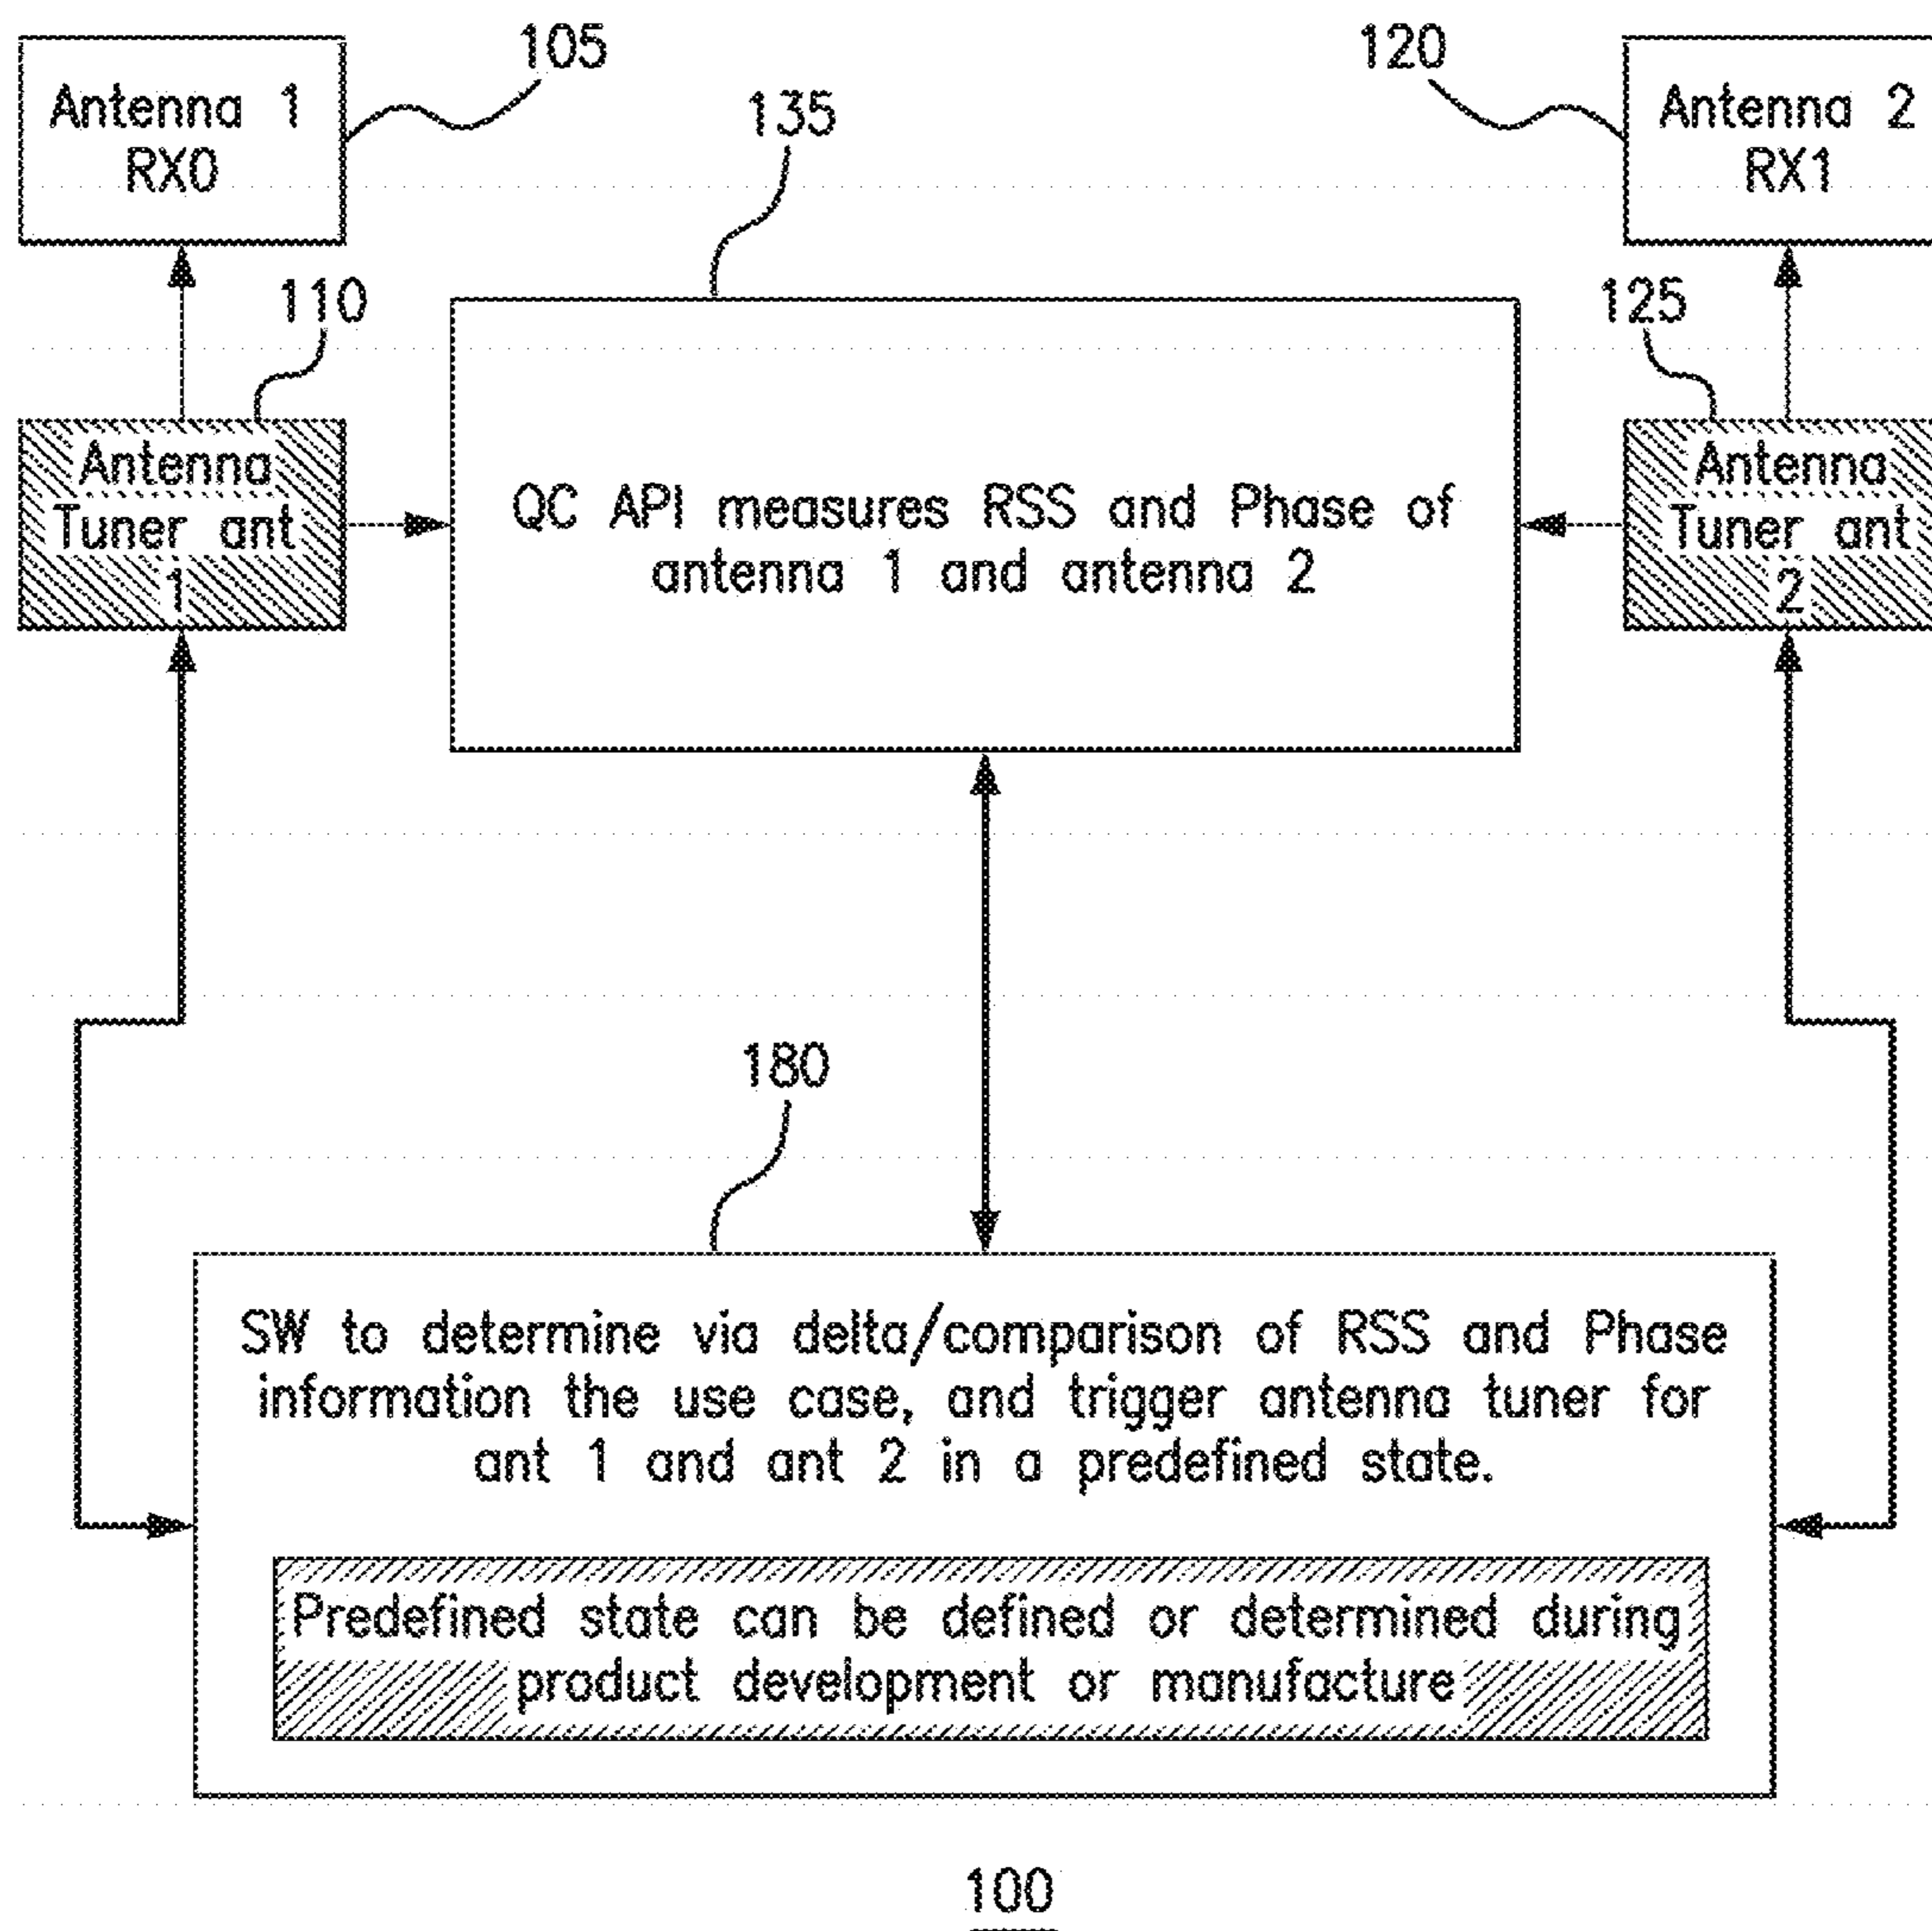 105
120
Antenna 1
RX0
135
Antenna 2
RX1
110
125
Antenna
Tuner ant
1
QC API measures RSS and Phase of
antenna 1 and antenna 2
Antenna
Tuner ant
2
180
SW to determine via delta/comparison of RSS and Phase
information the use case, and trigger antenna tuner for
ant 1 and ant 2 in a predefined state.
Predefined state can be defined or determined during
product development or manufacture
100